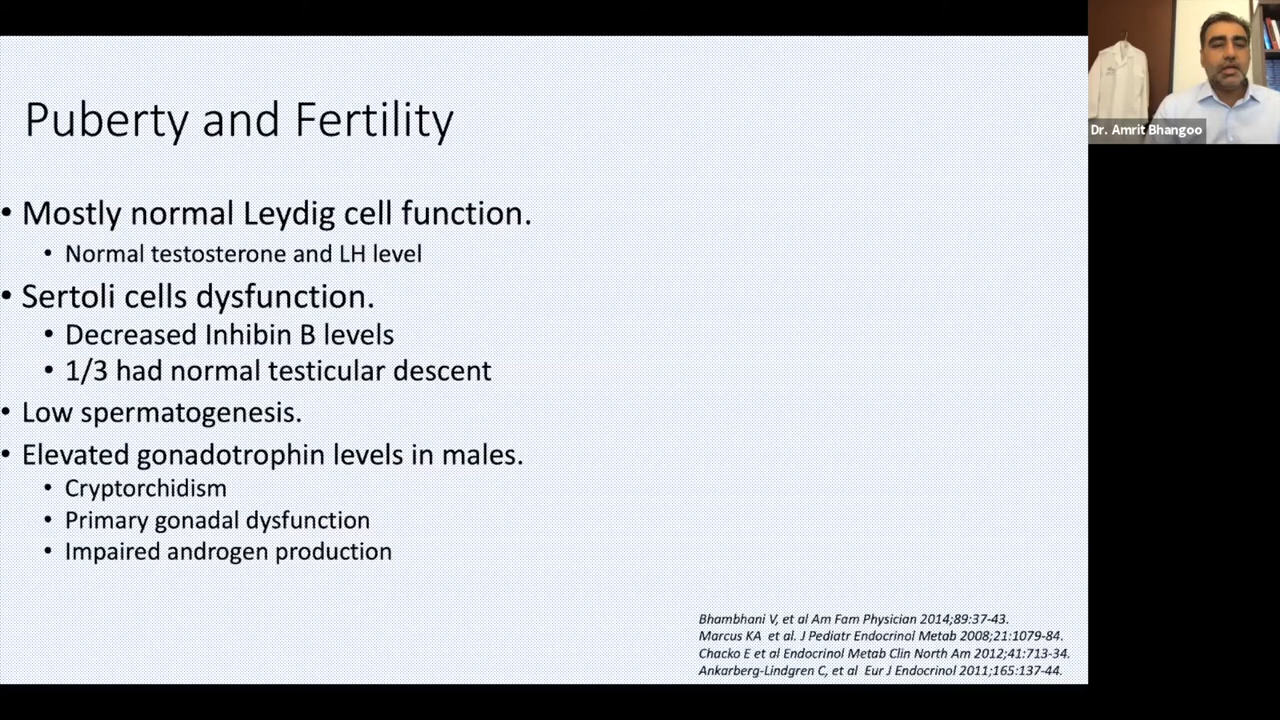 Puberty and Fertility
• Mostly normal Leydig cell function.
• Normal testosterone and LH level
• Sertoli cells dysfunction.
• Decreased Inhibin B levels
• 1/3 had normal testicular descent
• Low spermatogenesis.
• Elevated gonadotrophin levels in males.
• Cryptorchidism
• Primary gonadal dysfunction
• Impaired androgen production
Bhambhani V, et al Am Fam Physician 2014;89:37-43.
Marcus KA et al. J Pediatr Endocrinol Metab 2008;21:1079-84.
Chacko E et al Endocrinol Metab Clin North Am 2012;41:713-34.
Ankarberg-Lindgren C, et al Eur J Endocrinol 2011;165:137-44.
Dr. Amrit Bhangoo